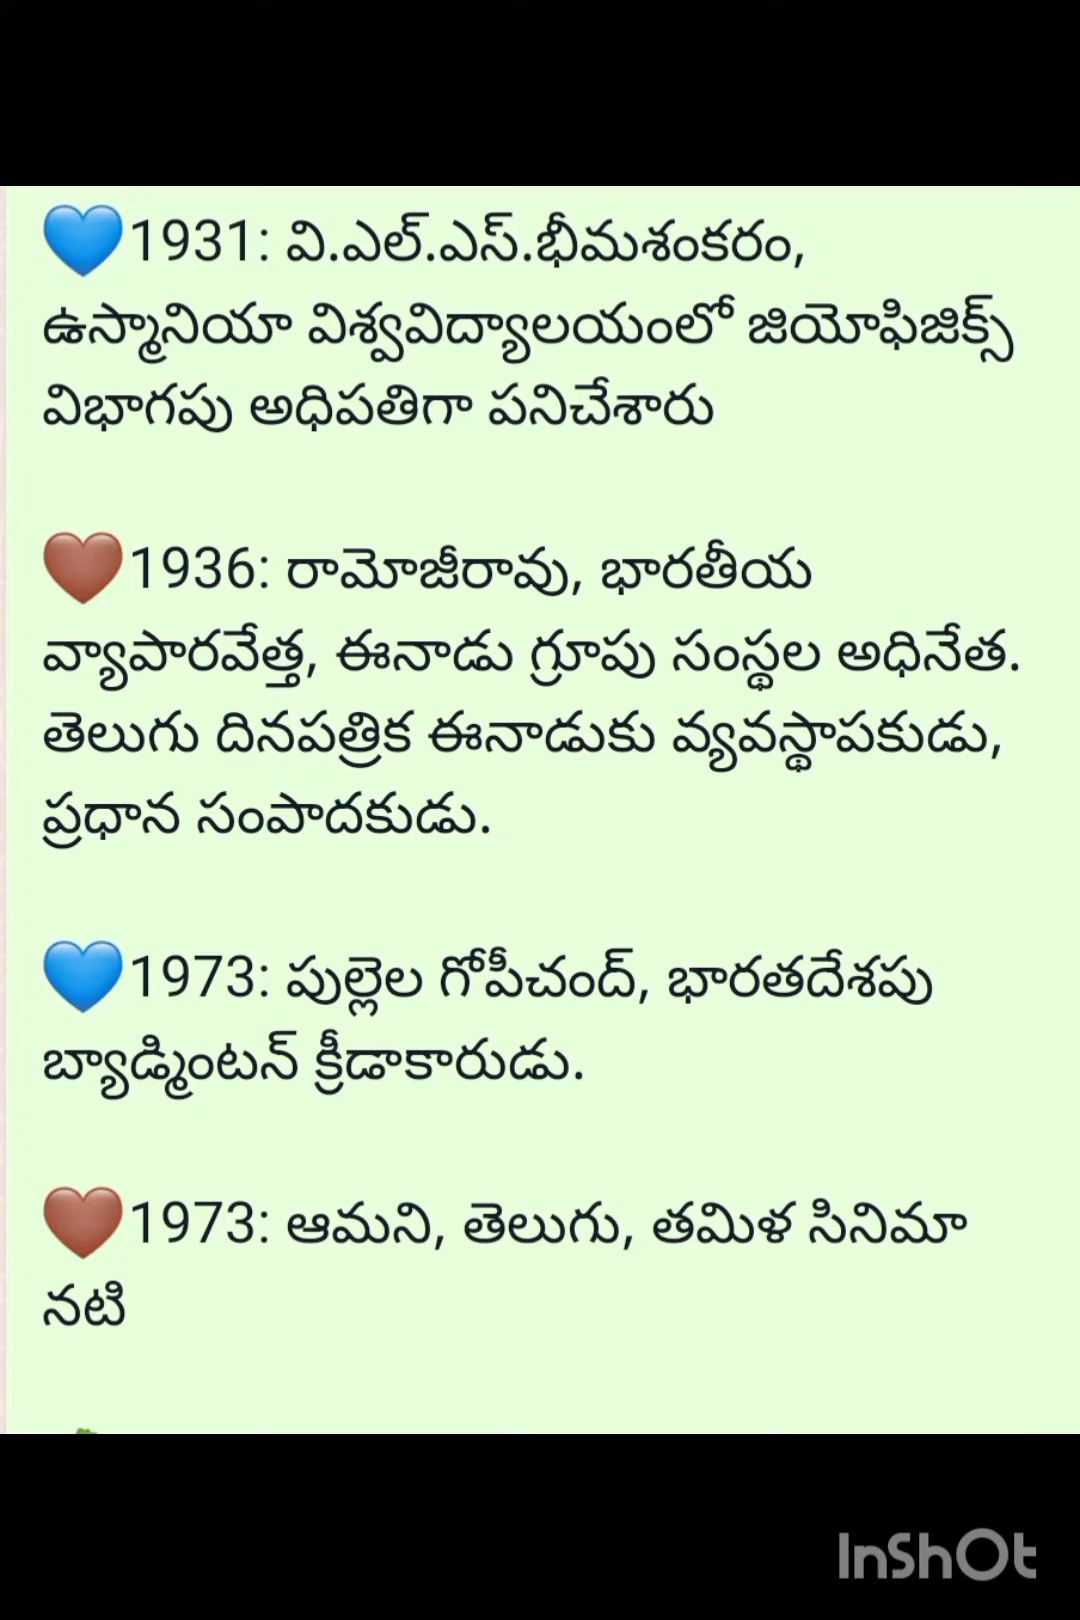 💙1931: వి.ఎల్.ఎస్.భీమశంకరం,
ఉస్మానియా విశ్వవిద్యాలయంలో జియోఫిజిక్స్
విభాగపు అధిపతిగా పనిచేశారు
🤎1936: రామోజీరావు, భారతీయ
వ్యాపారవేత్త, ఈనాడు గ్రూపు సంస్థల అధినేత.
తెలుగు దినపత్రిక ఈనాడుకు వ్యవస్థాపకుడు,
ప్రధాన సంపాదకుడు.
💙1973: పుల్లెల గోపీచంద్, భారతదేశపు
బ్యాడ్మింటన్ క్రీడాకారుడు.
🤎1973: ఆమని, తెలుగు, తమిళ సినిమా
నటి
InShOt